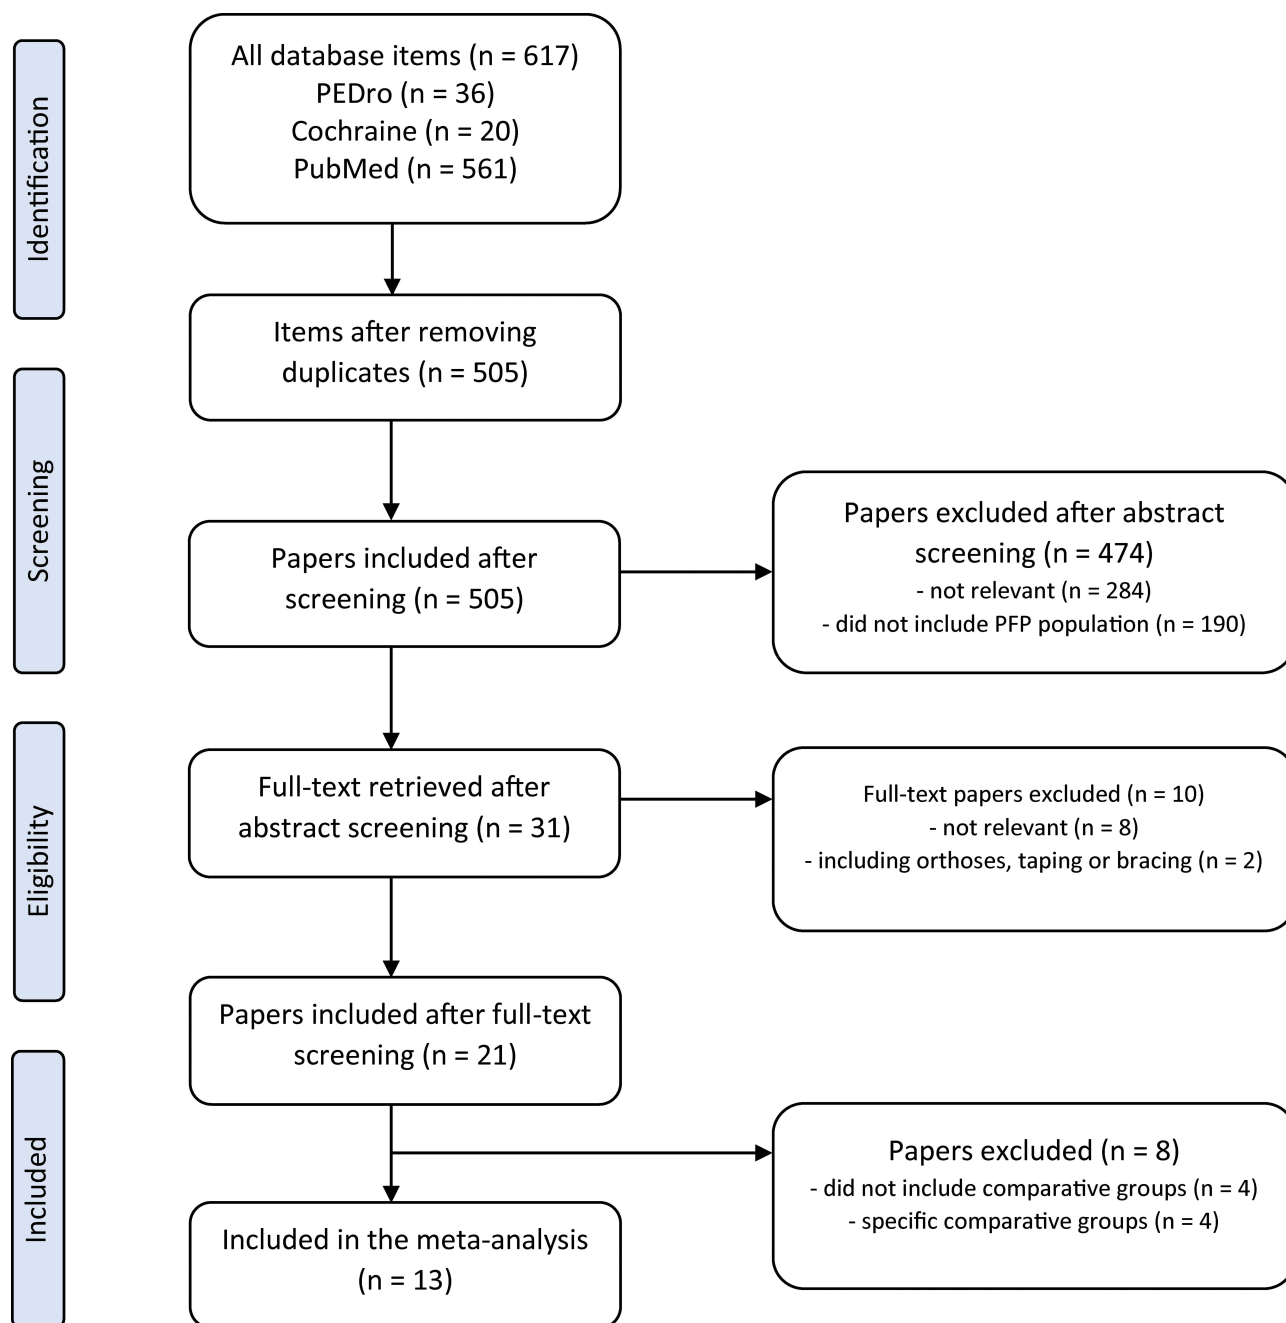 Identification
All database items (n = 617)
PEDro (n = 36)
Cochraine (n = 20)
PubMed (n = 561)
Items after removing
duplicates (n = 505)
Screening
Papers included after
screening (n = 505)
Papers excluded after abstract
screening (n = 474)
- not relevant (n = 284)
- did not include PFP population (n = 190)
Eligibility
Full-text retrieved after
abstract screening (n = 31)
Full-text papers excluded (n = 10)
- not relevant (n = 8)
- including orthoses, taping or bracing (n = 2)
Papers included after full-text
screening (n = 21)
Included
Papers excluded (n = 8)
- did not include comparative groups (n = 4)
- specific comparative groups (n = 4)
Included in the meta-analysis
(n = 13)